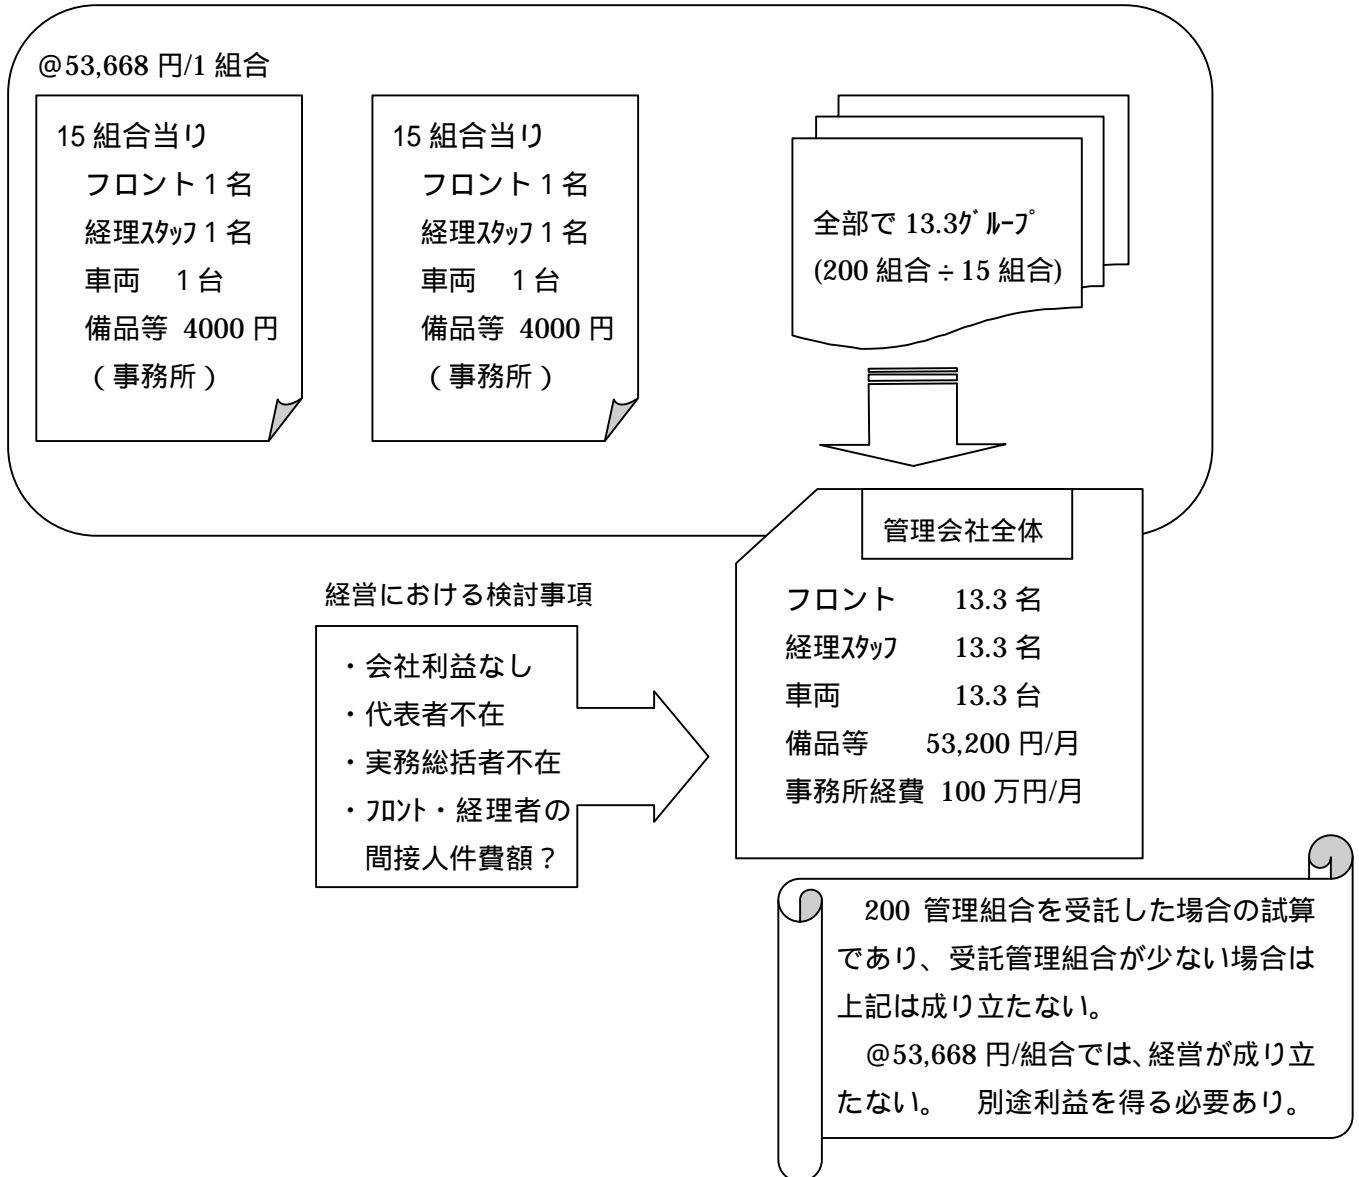 @53,668 円/1 組合
15 組合当り
フロント 1 名
経理ｽﾀｯﾌ 1 名
車両 1 台
備品等 4000 円
（事務所）
15 組合当り
フロント 1 名
経理ｽﾀｯﾌ 1 名
車両 1 台
備品等 4000 円
（事務所）
全部で 13.3ｸﾞﾙｰﾌﾟ
(200 組合÷15 組合)
管理会社全体
フロント 13.3 名
経理ｽﾀｯﾌ 13.3 名
車両 13.3 台
備品等 53,200 円/月
事務所経費 100 万円/月
経営における検討事項
・会社利益なし
・代表者不在
・実務総括者不在
・ﾌﾛﾝﾄ・経理者の
間接人件費額？
200 管理組合を受託した場合の試算
であり、受託管理組合が少ない場合は
上記は成り立たない。
@53,668 円/組合では、経営が成り立
たない。 別途利益を得る必要あり。